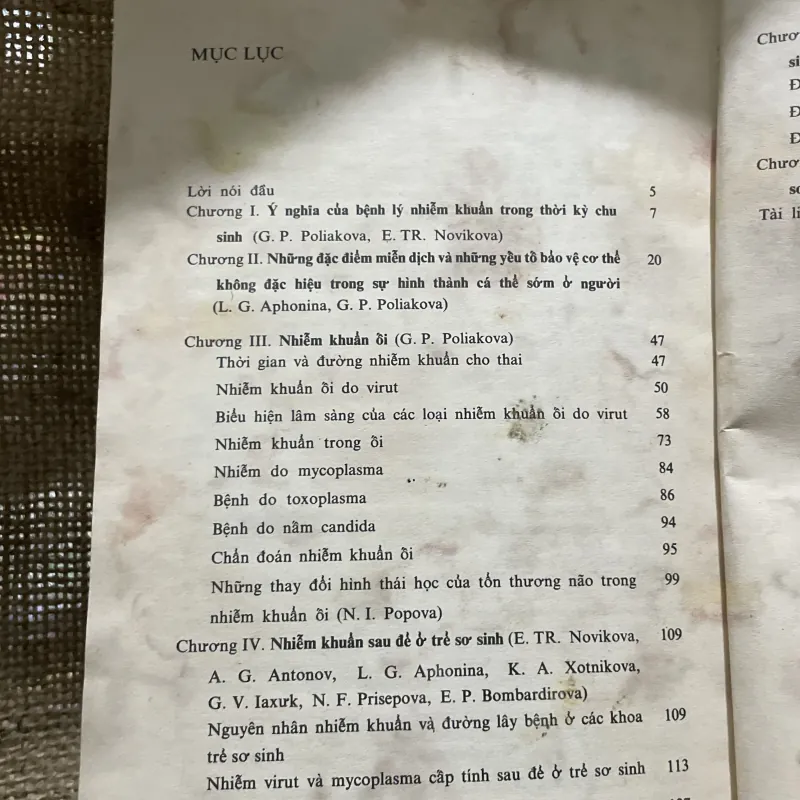 MỤC LỤC
Lời nói đầu 5
Chương I. Ý nghĩa của bệnh lý nhiễm khuẩn trong thời kỳ chu 7
sinh (G. P. Poliakova, E. TR. Novikova)
Chương II. Những đặc điểm miễn dịch và những yếu tố bảo vệ cơ thể 20
không đặc hiệu trong sự hình thành cá thể sớm ở người
(L. G. Aphonina, G. P. Poliakova)
Chương III. Nhiễm khuẩn ối (G. P. Poliakova) 47
Thời gian và đường nhiễm khuẩn cho thai 47
Nhiễm khuẩn ối do virut 50
Biểu hiện lâm sàng của các loại nhiễm khuẩn ối do virut 58
Nhiễm khuẩn trong ối 73
Nhiễm do mycoplasma 84
Bệnh do toxoplasma 86
Bệnh do nấm candida 94
Chẩn đoán nhiễm khuẩn ối 95
Những thay đổi hình thái học của tổn thương não trong 99
nhiễm khuẩn ối (N. I. Popova)
Chương IV. Nhiễm khuẩn sau đẻ ở trẻ sơ sinh (E. TR. Novikova, 109
A. G. Antonov, L. G. Aphonina, K. A. Xotnikova,
G. V. Iaxưrk, N. F. Prisepova, E. P. Bombardirova)
Nguyên nhân nhiễm khuẩn và đường lây bệnh ở các khoa 109
trẻ sơ sinh
Nhiễm virut và mycoplasma cấp tính sau đẻ ở trẻ sơ sinh 113
Tài